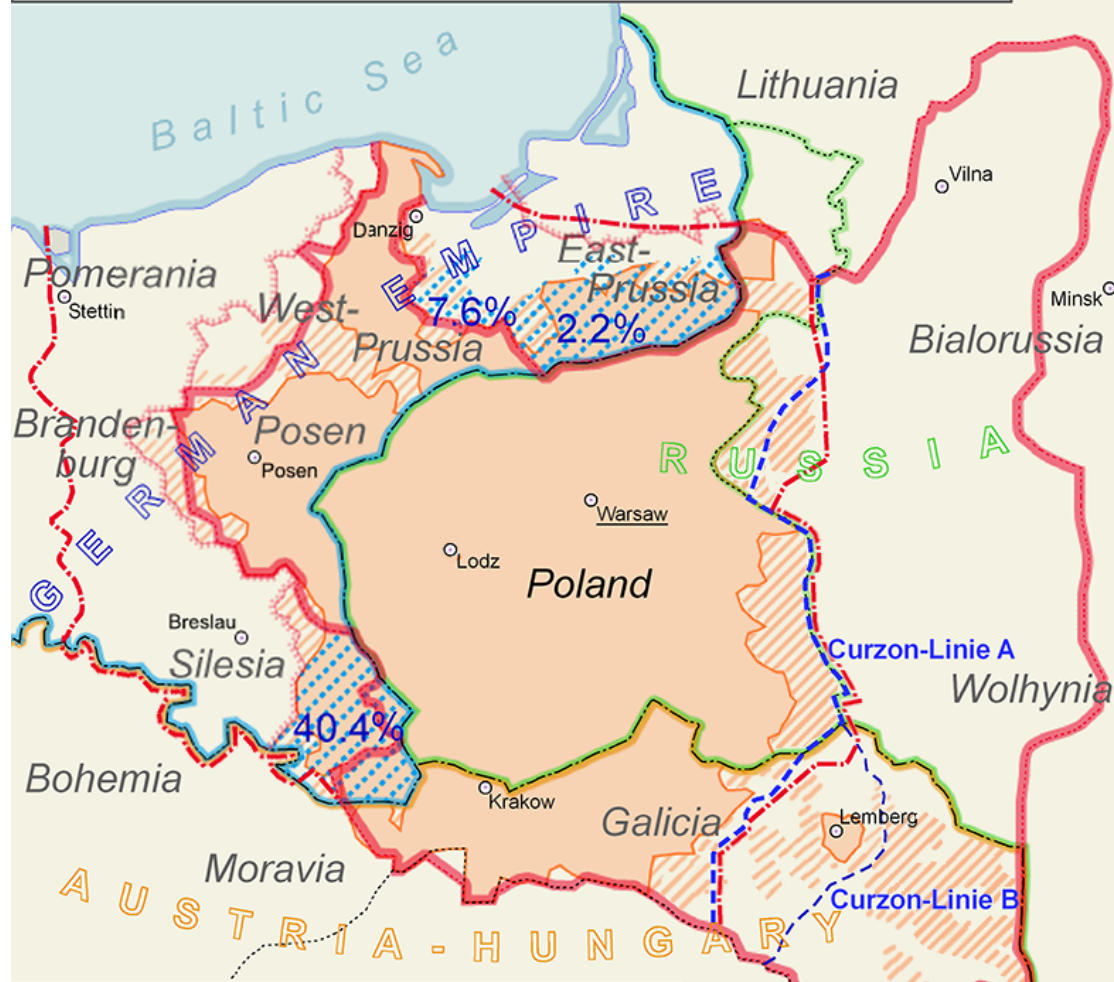 Baltic Sea
Lithuania
Vilna
Danzig
GERMAN EMPIRE
East-
Prussia
Pomerania
Stettin
West-
Prussia
7.6%
2.2%
Minsk
Bialorussia
Branden-
burg
Posen
Posen
RUSSIA
Warsaw
Lodz
Poland
Breslau
Silesia
Curzon-Linie A
Wolhynia
40.4%
Bohemia
Krakow
Galicia
Lemberg
Moravia
Curzon-Linie B
AUSTRIA-HUNGARY